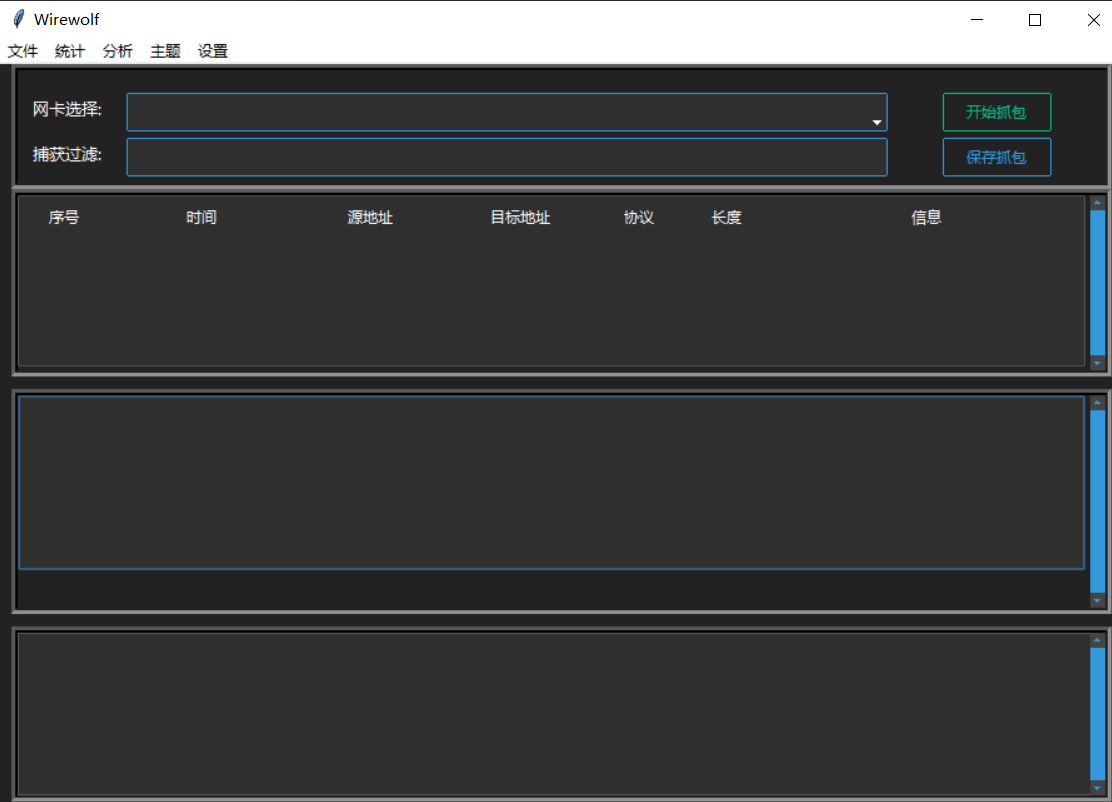 Wirewolf
文件 统计 分析 主题 设置
网卡选择: 开始抓包
捕获过滤: 保存抓包
序号 时间 源地址 目标地址 协议 长度 信息